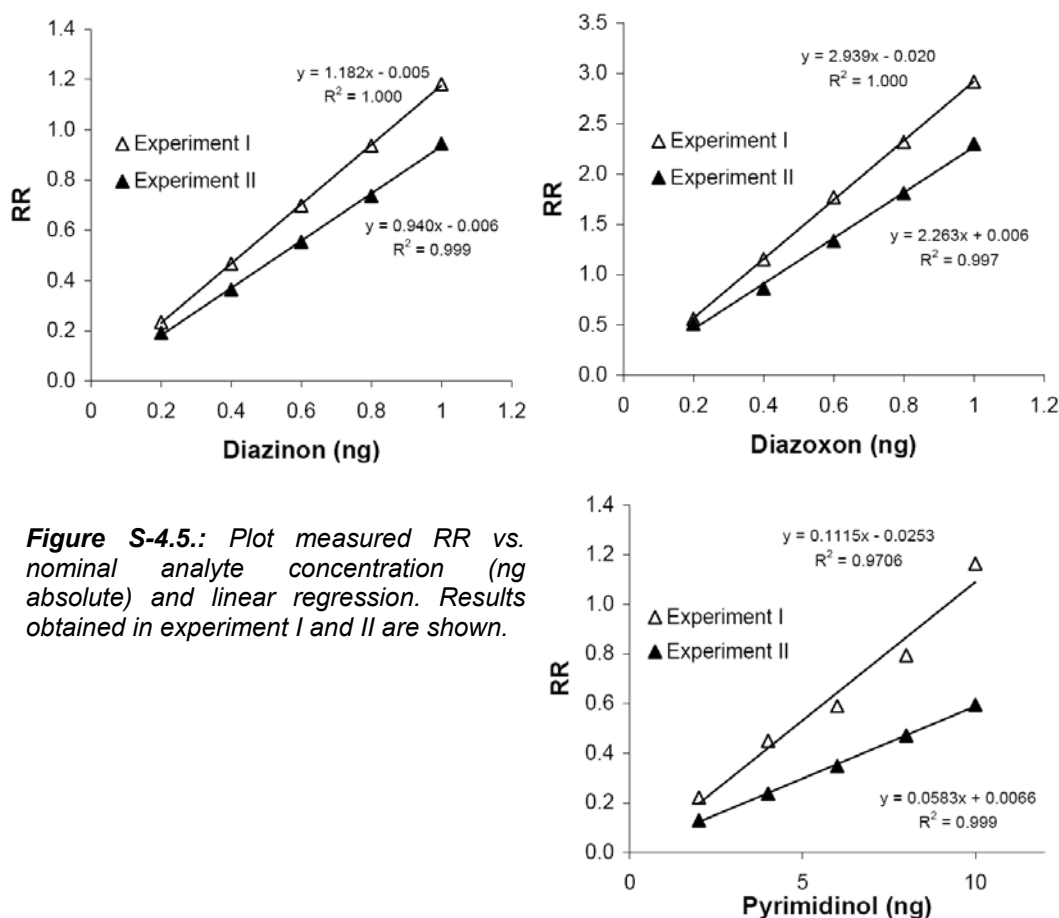 1.4
1.2
1.0
0.8
0.6
0.4
0.2
0.0
RR
y = 1.182x - 0.005
R² = 1.000
Experiment I
Experiment II
y = 0.940x - 0.006
R² = 0.999
0 0.2 0.4 0.6 0.8 1 1.2
Diazinon (ng)
3.5
3.0
2.5
2.0
1.5
1.0
0.5
0.0
RR
y = 2.939x - 0.020
R² = 1.000
Experiment I
Experiment II
y = 2.263x + 0.006
R² = 0.997
0 0.2 0.4 0.6 0.8 1 1.2
Diazoxon (ng)
Figure S-4.5.: Plot measured RR vs.
nominal analyte concentration (ng
absolute) and linear regression. Results
obtained in experiment I and II are shown.
1.4
1.2
1.0
0.8
0.6
0.4
0.2
0.0
RR
y = 0.1115x - 0.0253
R² = 0.9706
Experiment I
Experiment II
y = 0.0583x + 0.0066
R² = 0.999
0 5 10
Pyrimidinol (ng)